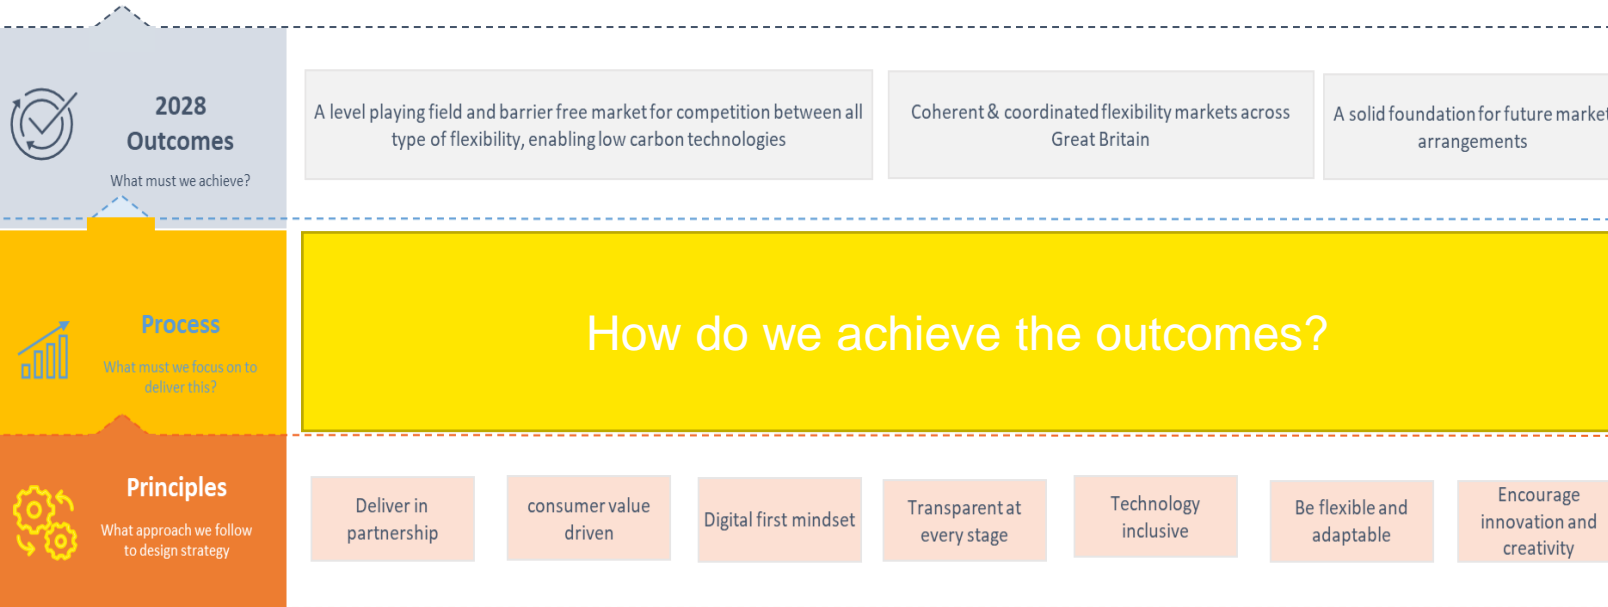 2028
Outcomes
What must we achieve?
A level playing field and barrier free market for competition between all
type of flexibility, enabling low carbon technologies
Coherent & coordinated flexibility markets across
Great Britain
A solid foundation for future market
arrangements
Process
What must we focus on to
deliver this?
How do we achieve the outcomes?
Principles
What approach we follow
to design strategy
Deliver in
partnership
consumer value
driven
Digital first mindset
Transparent at
every stage
Technology
inclusive
Be flexible and
adaptable
Encourage
innovation and
creativity